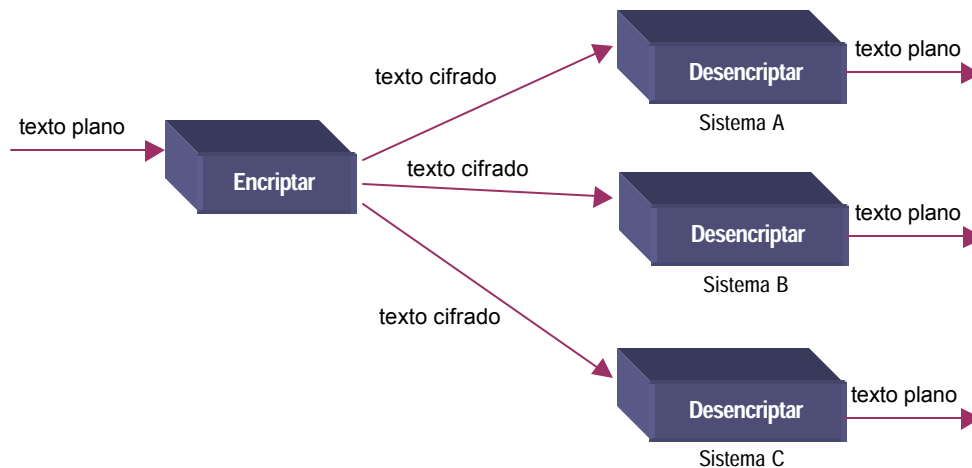 texto plano
Encriptar
texto cifrado
texto cifrado
texto cifrado
Desencriptar
Sistema A
texto plano
Desencriptar
Sistema B
texto plano
Desencriptar
Sistema C
texto plano